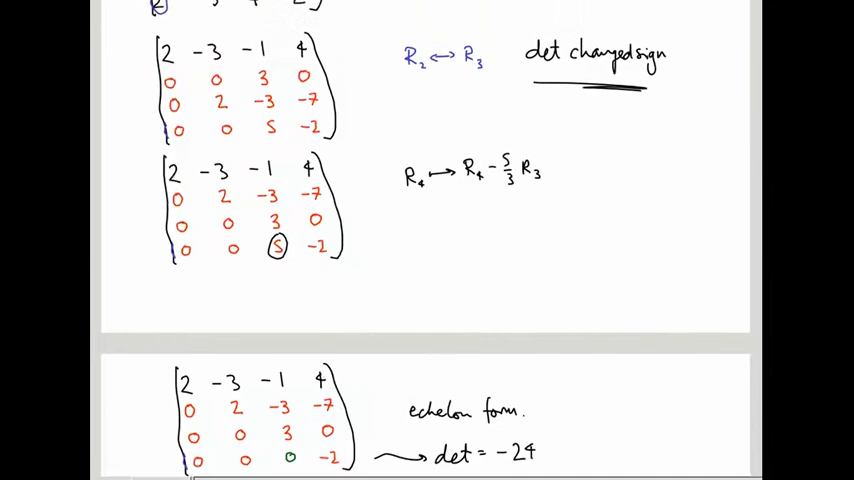 2 -3 -1 4 R₂ ↔ R₃ det changed sign
0 0 3 0
0 2 -3 -7
0 0 5 -2
2 -3 -1 4 R₄ ↦ R₄ - 5/3 R₃
0 2 -3 -7
0 0 3 0
0 0 5 -2
2 -3 -1 4
0 2 -3 -7 echelon form.
0 0 3 0
0 0 0 -2 det = -24